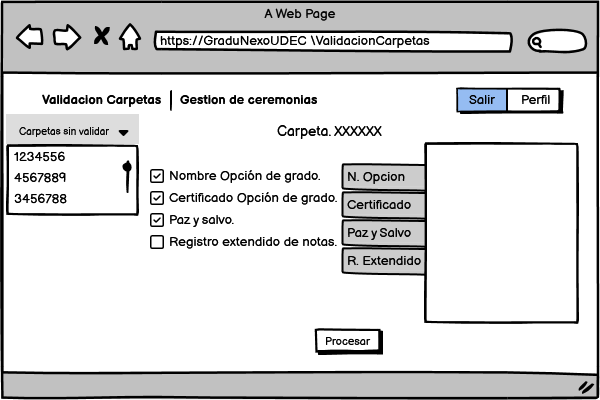 A Web Page
https://GraduNexoUDEC \ValidacionCarpetas
Validacion Carpetas | Gestion de ceremonias
Salir Perfil
Carpetas sin validar
Carpeta. XXXXXX
1234556
4567889
3456788
Nombre Opción de grado.
Certificado Opción de grado.
Paz y salvo.
Registro extendido de notas.
N. Opcion
Certificado
Paz y Salvo
R. Extendido
Procesar